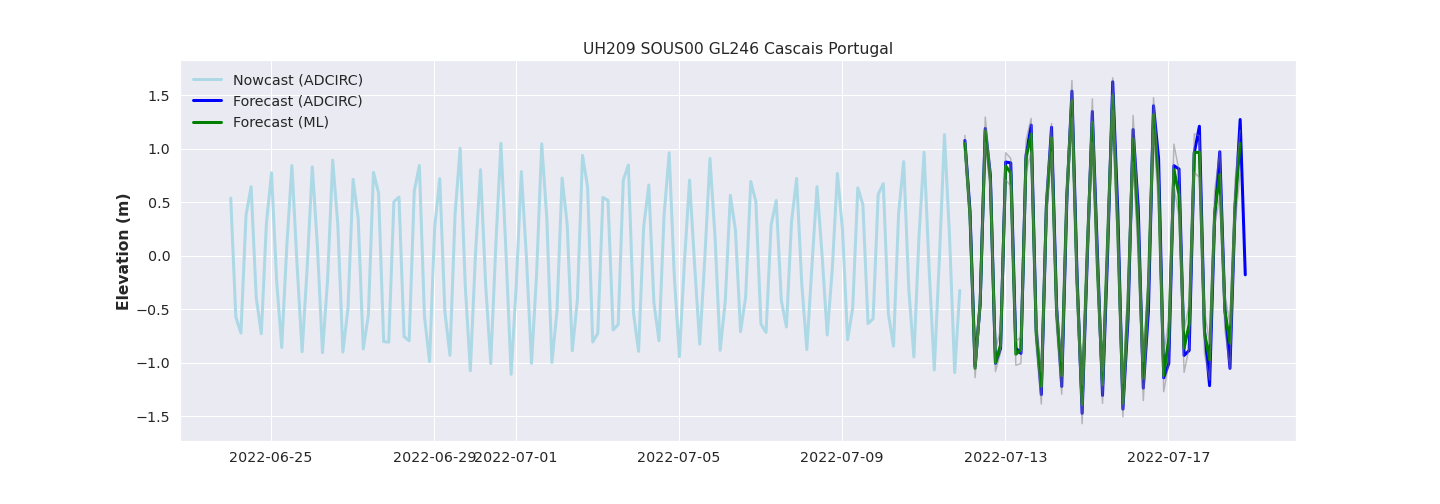 UH209 SOUS00 GL246 Cascais Portugal
Nowcast (ADCIRC)
Forecast (ADCIRC)
Forecast (ML)
Elevation (m)
1.5
1.0
0.5
0.0
−0.5
−1.0
−1.5
2022-06-25
2022-06-29
2022-07-01
2022-07-05
2022-07-09
2022-07-13
2022-07-17